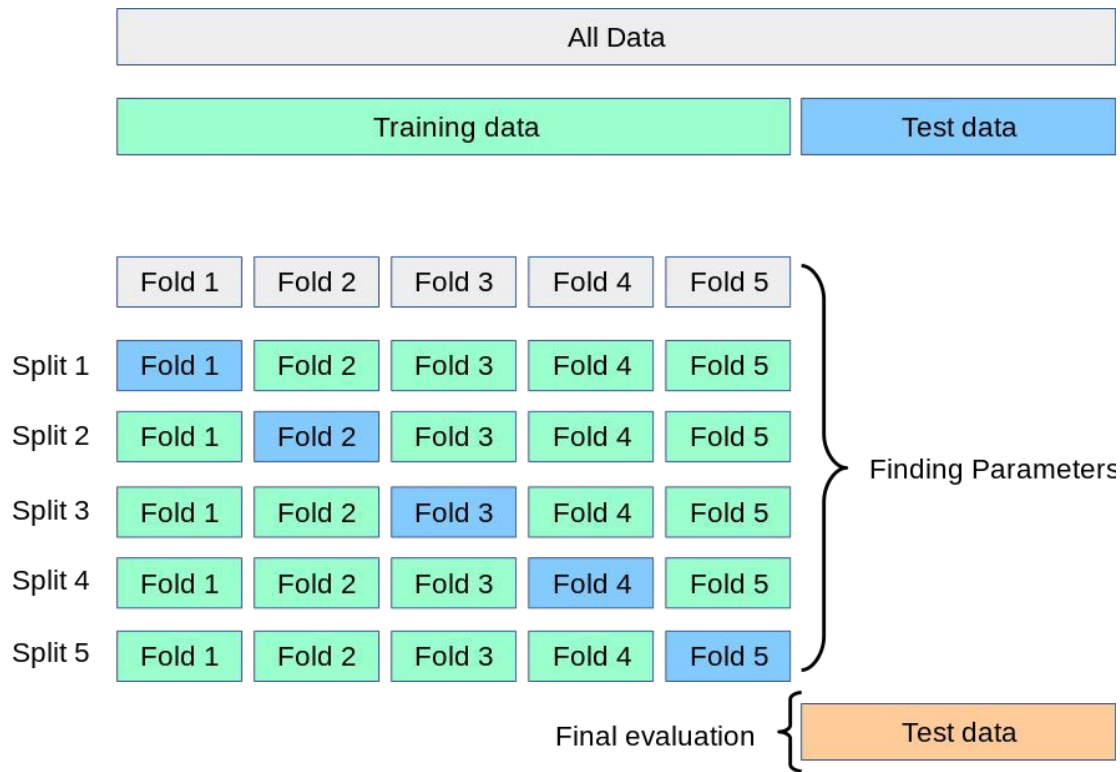 All Data
Training data Test data
Fold 1 Fold 2 Fold 3 Fold 4 Fold 5
Split 1 Fold 1 Fold 2 Fold 3 Fold 4 Fold 5
Split 2 Fold 1 Fold 2 Fold 3 Fold 4 Fold 5
Finding Parameters
Split 3 Fold 1 Fold 2 Fold 3 Fold 4 Fold 5
Split 4 Fold 1 Fold 2 Fold 3 Fold 4 Fold 5
Split 5 Fold 1 Fold 2 Fold 3 Fold 4 Fold 5
Final evaluation Test data